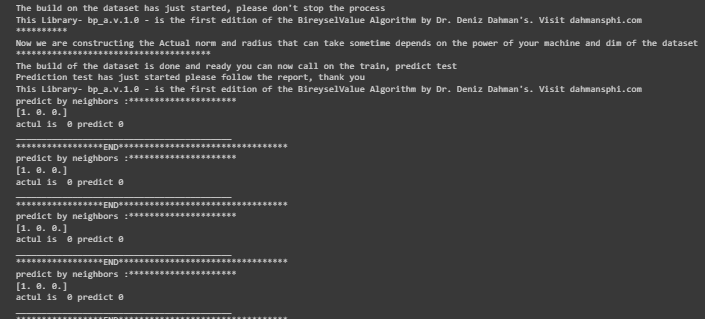 The build on the dataset has just started, please don't stop the process
This Library- bp_a.v.1.0 - is the first edition of the BireyselValue Algorithm by Dr. Deniz Dahman's. Visit dahmansphi.com
**********
Now we are constructing the Actual norm and radius that can take sometime depends on the power of your machine and dim of the dataset
**************************************
The build of the dataset is done and ready you can now call on the train, predict test
Prediction test has just started please follow the report, thank you
This Library- bp_a.v.1.0 - is the first edition of the BireyselValue Algorithm by Dr. Deniz Dahman's. Visit dahmansphi.com
predict by neighbors :*********************
[1. 0. 0.]
actul is  0 predict 0
__________________________________________
*****************END*********************************
predict by neighbors :*********************
[1. 0. 0.]
actul is  0 predict 0
__________________________________________
*****************END*********************************
predict by neighbors :*********************
[1. 0. 0.]
actul is  0 predict 0
__________________________________________
*****************END*********************************
predict by neighbors :*********************
[1. 0. 0.]
actul is  0 predict 0
__________________________________________
*****************END*********************************